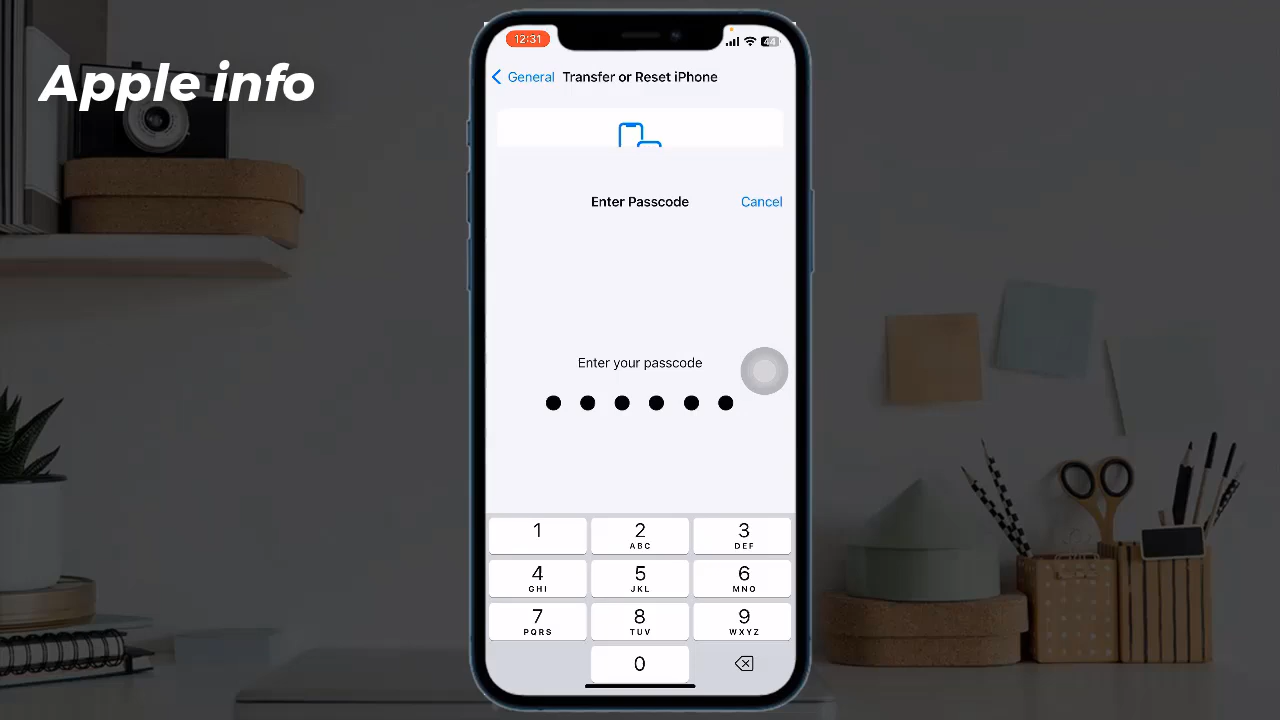 Apple info
12:31
44
General Transfer or Reset iPhone
Enter Passcode Cancel
Enter your passcode
1 2 3
ABC DEF
4 5 6
GHI JKL MNO
7 8 9
PQRS TUV WXYZ
0